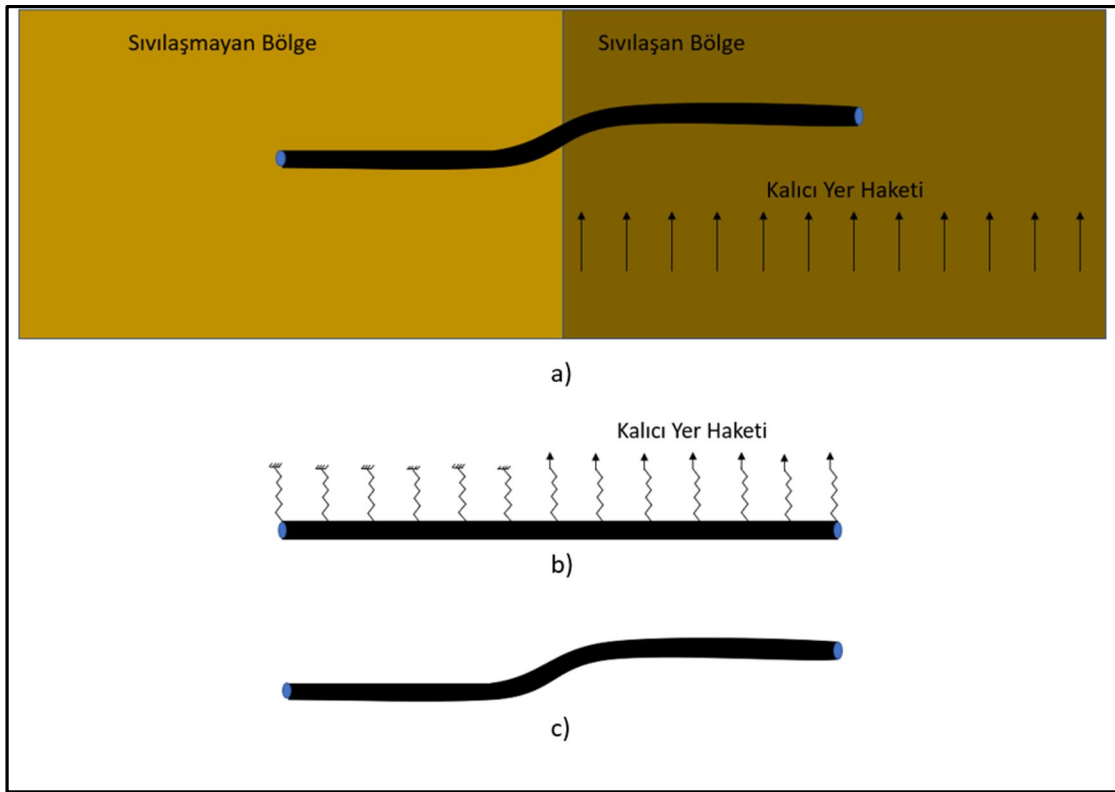 Sıvılaşmayan Bölge
Sıvılaşan Bölge
Kalıcı Yer Haketi
a)
Kalıcı Yer Haketi
b)
c)